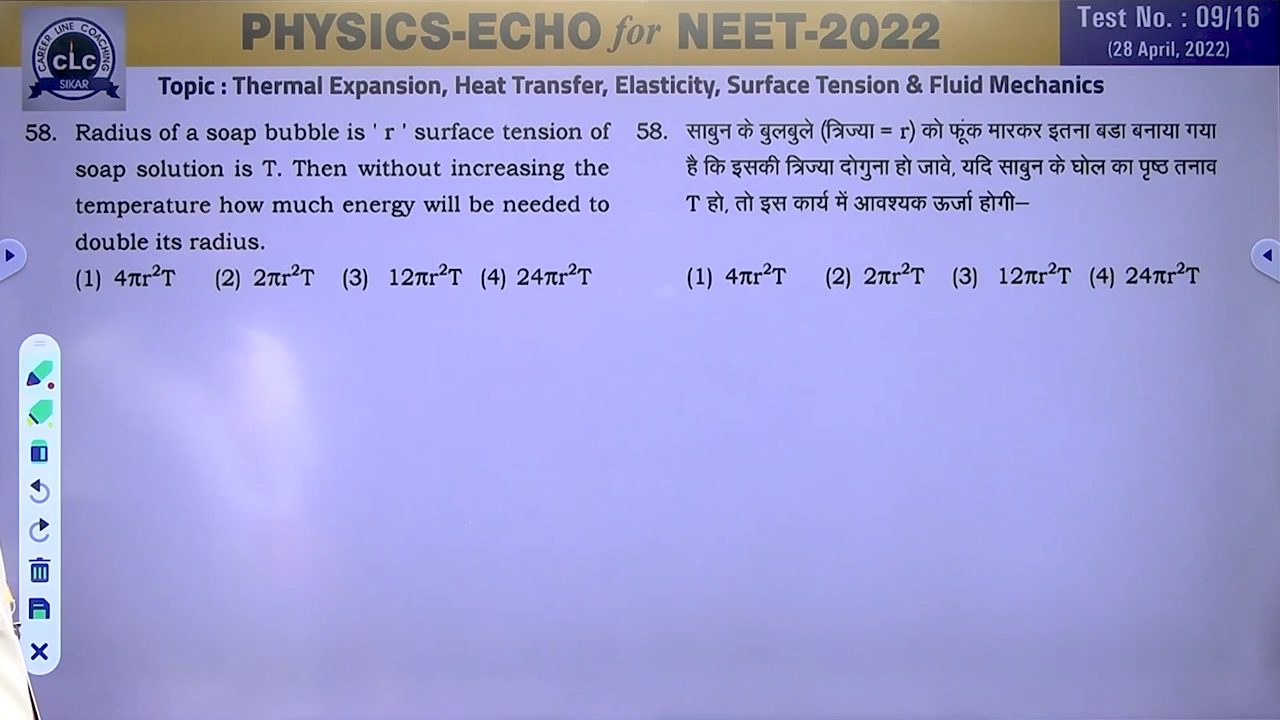 PHYSICS-ECHO for NEET-2022
Test No. : 09/16
(28 April, 2022)
CAREER LINE COACHING
CLC
SIKAR
Topic : Thermal Expansion, Heat Transfer, Elasticity, Surface Tension & Fluid Mechanics
58. Radius of a soap bubble is ' r ' surface tension of
soap solution is T. Then without increasing the
temperature how much energy will be needed to
double its radius.
(1) 4πr²T (2) 2πr²T (3) 12πr²T (4) 24πr²T
58. साबुन के बुलबुले (त्रिज्या = r) को फूंक मारकर इतना बडा बनाया गया
है कि इसकी त्रिज्या दोगुना हो जावे, यदि साबुन के घोल का पृष्ठ तनाव
T हो, तो इस कार्य में आवश्यक ऊर्जा होगी–
(1) 4πr²T (2) 2πr²T (3) 12πr²T (4) 24πr²T